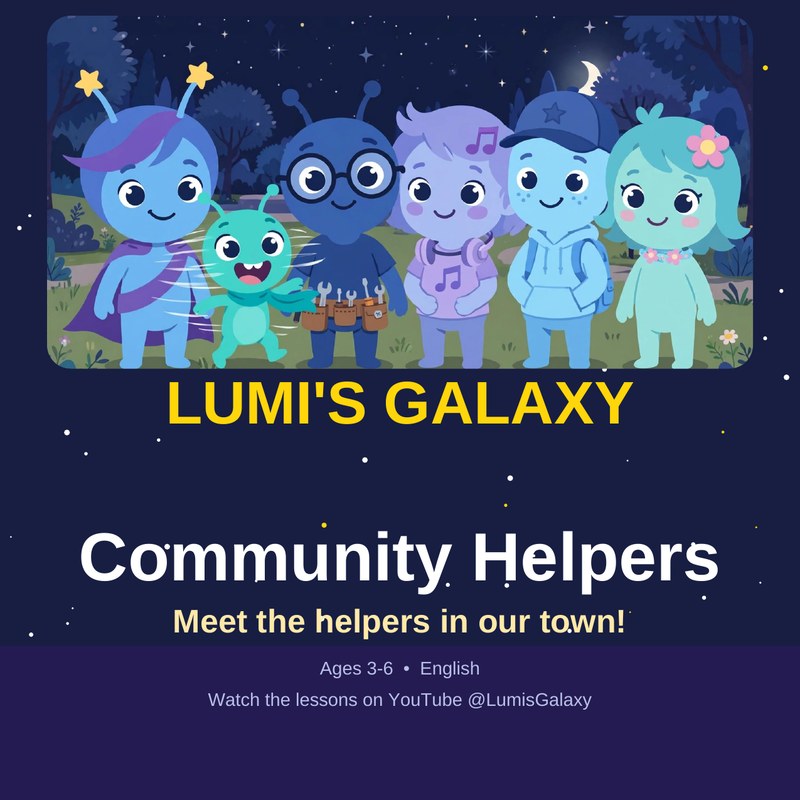 LUMI'S GALAXY
Community Helpers
Meet the helpers in our town!
Ages 3-6 • English
Watch the lessons on YouTube @LumisGalaxy